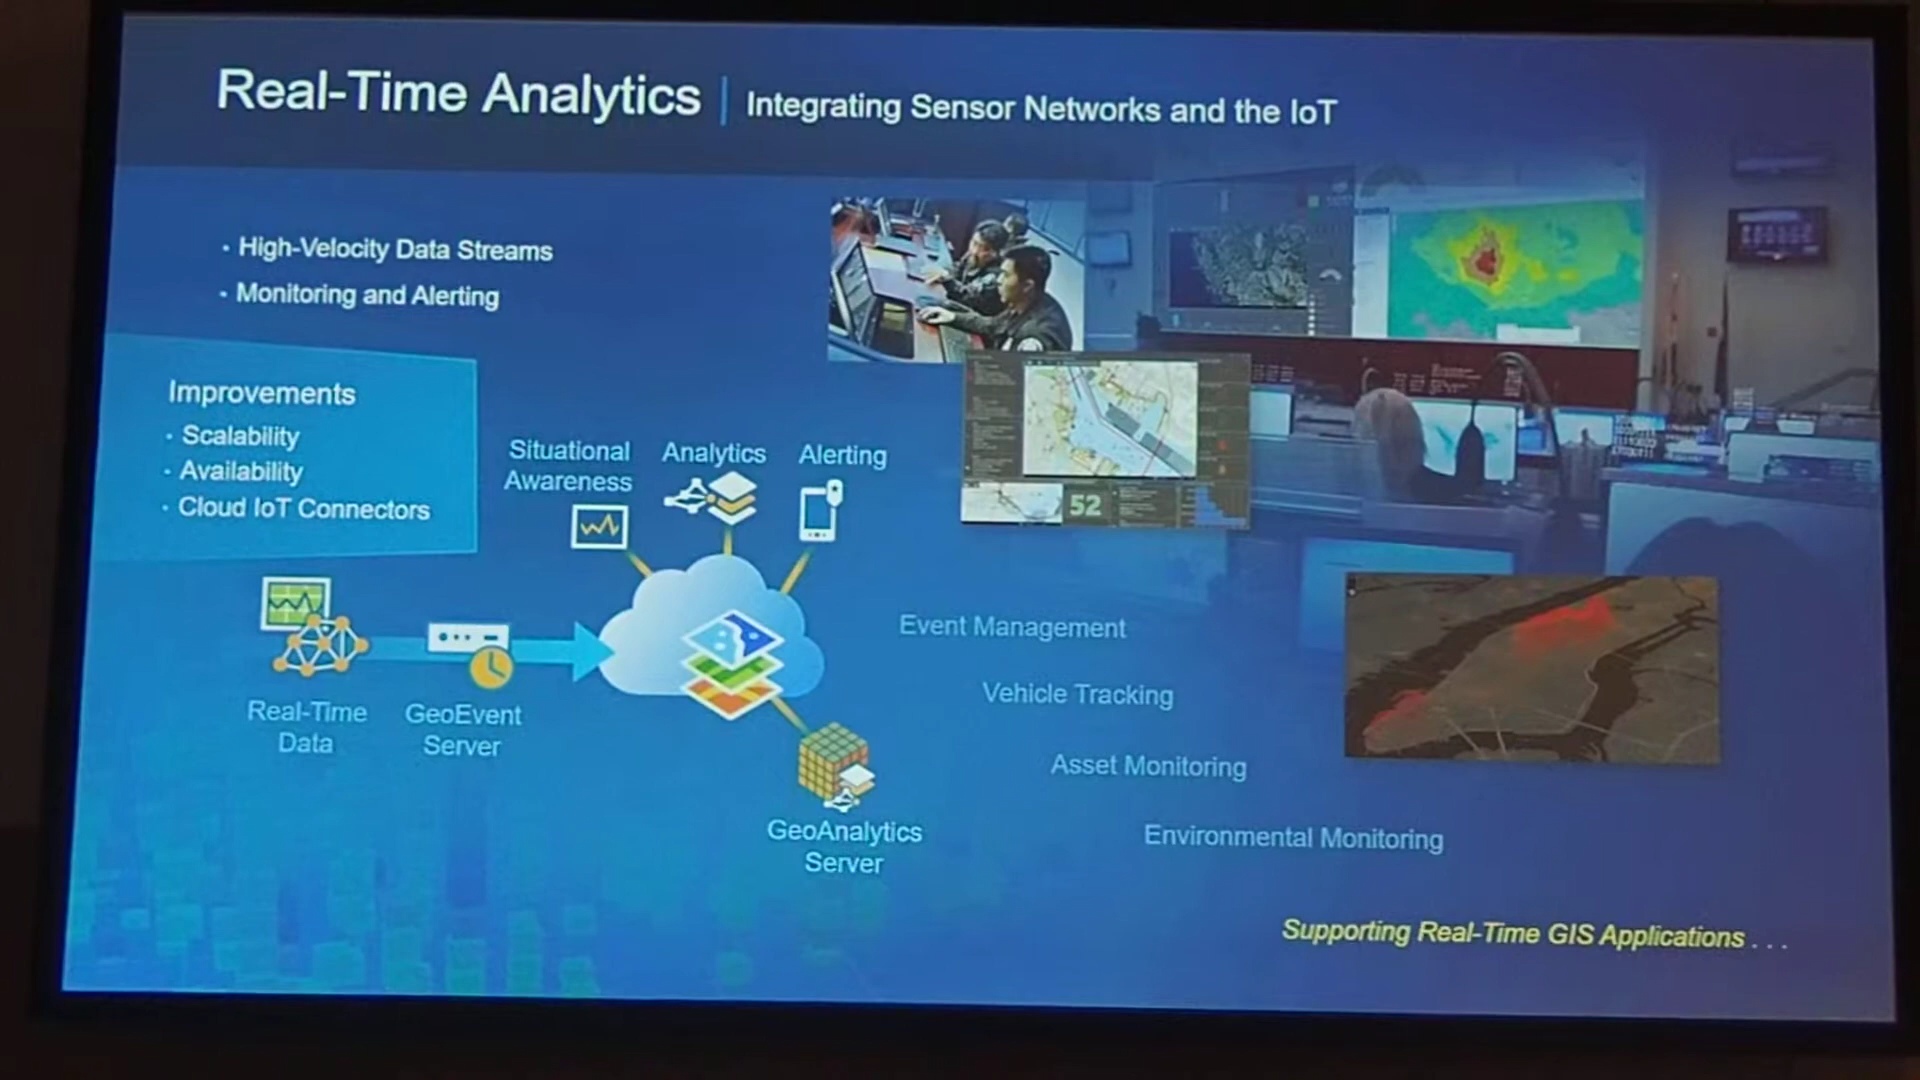 Real-Time Analytics | Integrating Sensor Networks and the IoT
• High-Velocity Data Streams
• Monitoring and Alerting
Improvements
• Scalability
• Availability
• Cloud IoT Connectors
Situational
Awareness
Analytics
Alerting
Real-Time
Data
GeoEvent
Server
GeoAnalytics
Server
52
Event Management
Vehicle Tracking
Asset Monitoring
Environmental Monitoring
Supporting Real-Time GIS Applications . . .